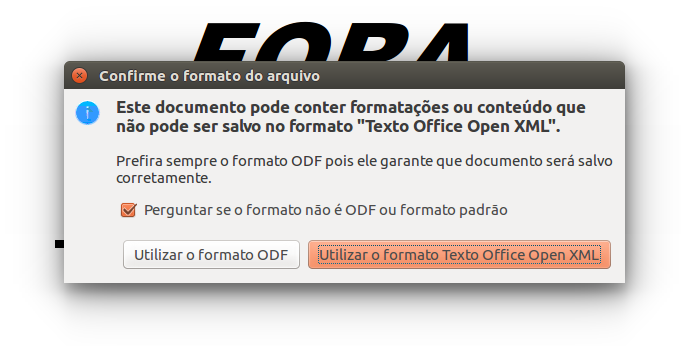 FORA
Confirme o formato do arquivo
Este documento pode conter formatações ou conteúdo que
não pode ser salvo no formato "Texto Office Open XML".
Prefira sempre o formato ODF pois ele garante que documento será salvo
corretamente.
Perguntar se o formato não é ODF ou formato padrão
Utilizar o formato ODF
Utilizar o formato Texto Office Open XML